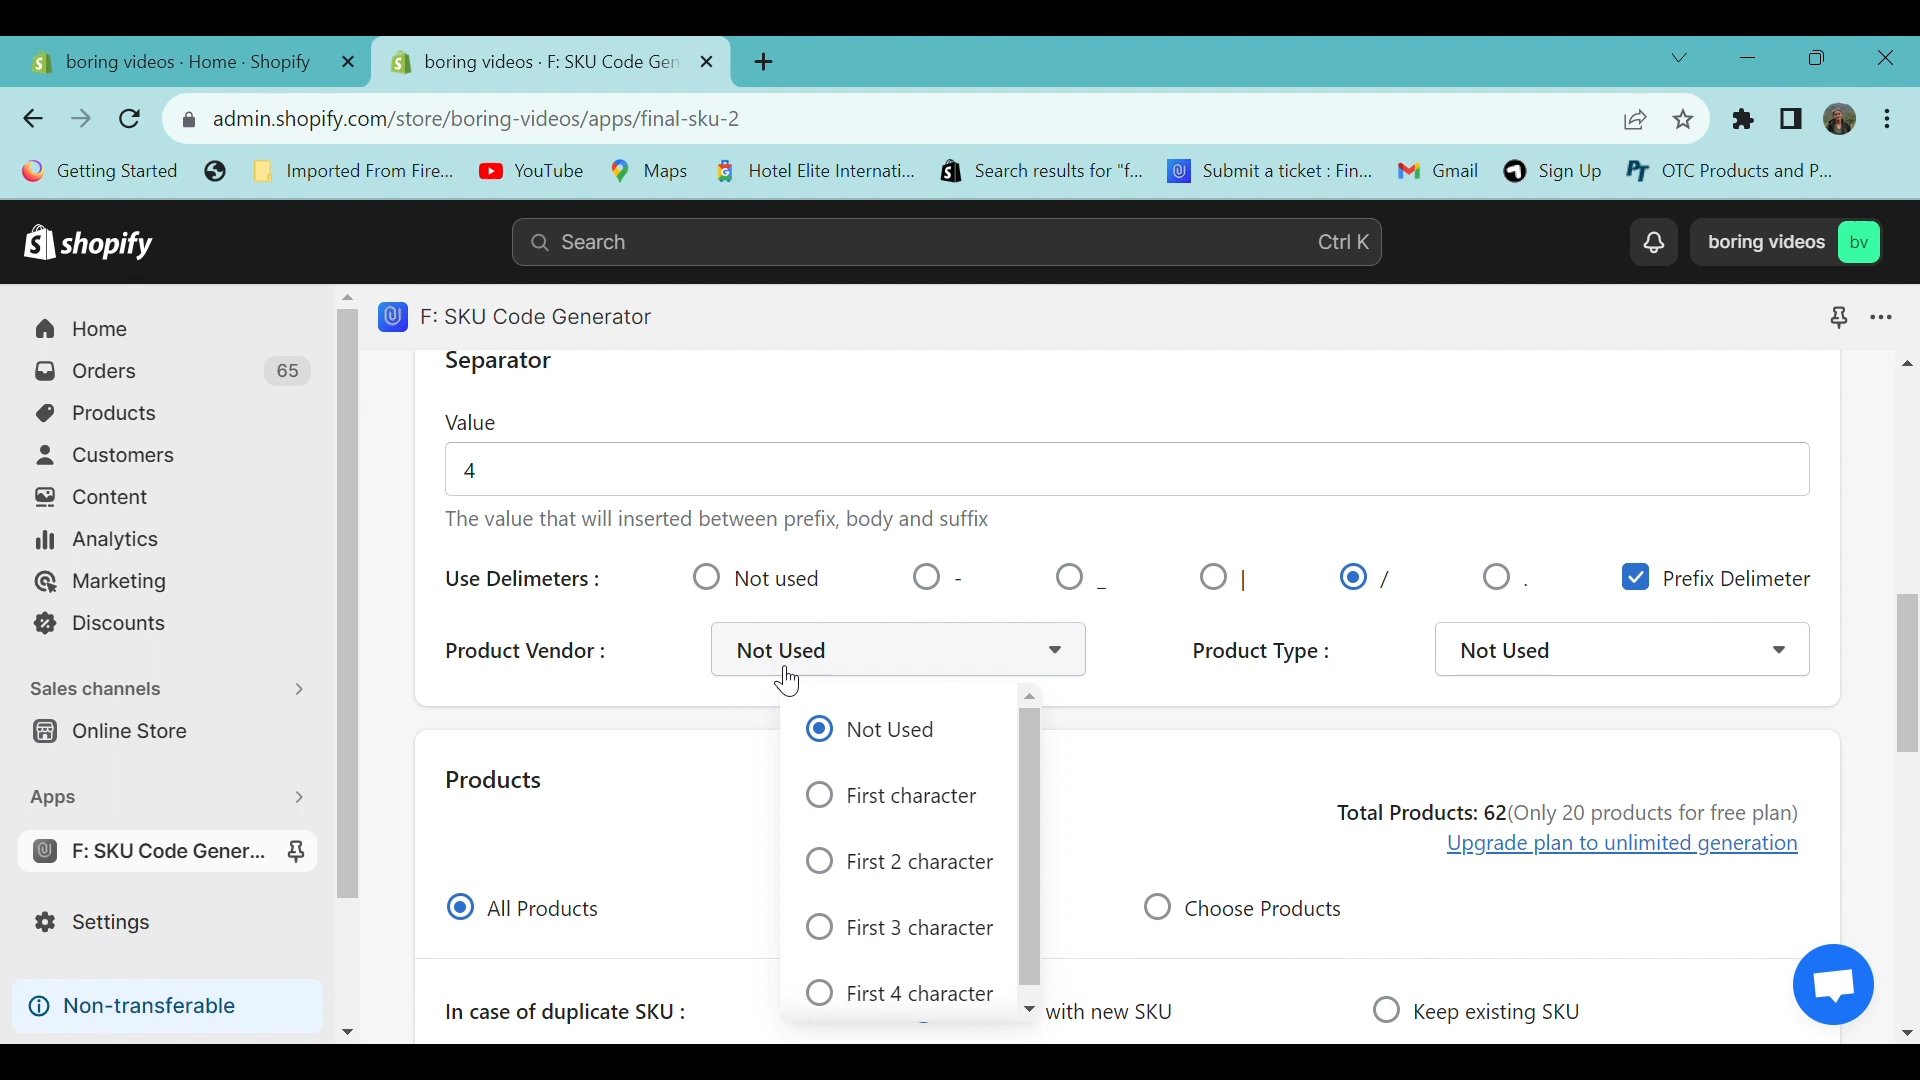 boring videos · Home · Shopify
boring videos · F: SKU Code Gen
admin.shopify.com/store/boring-videos/apps/final-sku-2
Getting Started
Imported From Fire...
YouTube
Maps
Hotel Elite Internati...
Search results for "f...
Submit a ticket : Fin...
Gmail
Sign Up
OTC Products and P...
shopify
Search
Ctrl K
boring videos
bv
Home
Orders
65
Products
Customers
Content
Analytics
Marketing
Discounts
Sales channels
Online Store
Apps
F: SKU Code Gener...
Settings
Non-transferable
F: SKU Code Generator
Separator
Value
4
The value that will inserted between prefix, body and suffix
Use Delimeters :
Not used
-
_
|
/
.
Prefix Delimeter
Product Vendor :
Not Used
Product Type :
Not Used
Not Used
First character
First 2 character
First 3 character
First 4 character
Products
Total Products: 62(Only 20 products for free plan)
Upgrade plan to unlimited generation
All Products
Choose Products
In case of duplicate SKU :
with new SKU
Keep existing SKU